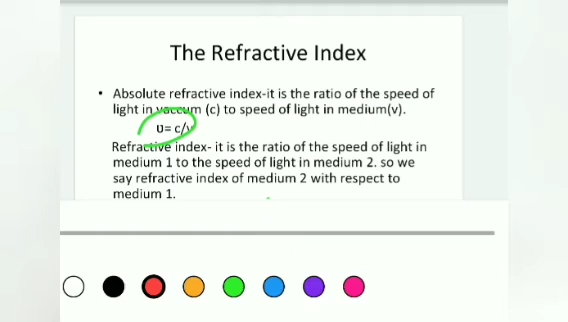 The Refractive Index
• Absolute refractive index-it is the ratio of the speed of
light in vaccum (c) to speed of light in medium(v).
υ= c/v
Refractive index- it is the ratio of the speed of light in
medium 1 to the speed of light in medium 2. so we
say refractive index of medium 2 with respect to
medium 1.